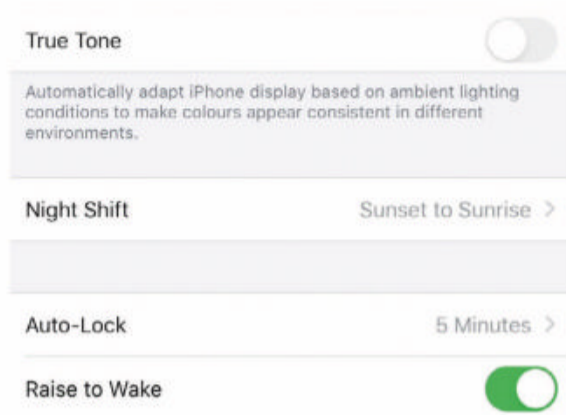 True Tone
Automatically adapt iPhone display based on ambient lighting
conditions to make colours appear consistent in different
environments.
Night Shift Sunset to Sunrise >
Auto-Lock 5 Minutes >
Raise to Wake